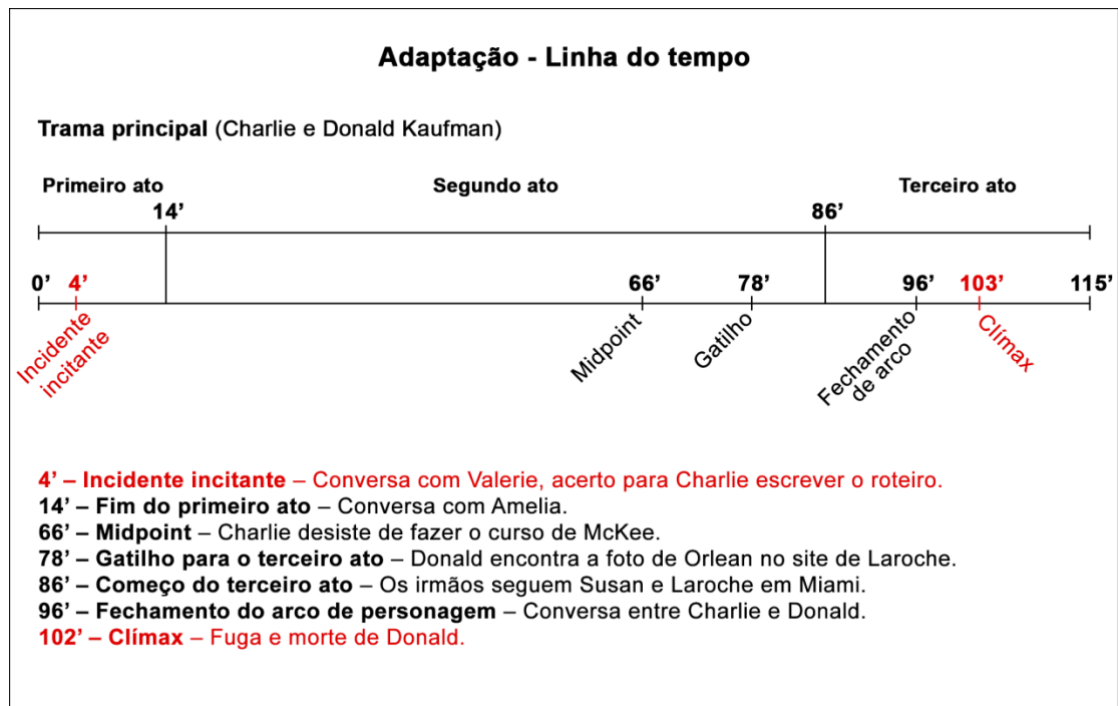 Adaptação - Linha do tempo
Trama principal (Charlie e Donald Kaufman)
Primeiro ato Segundo ato Terceiro ato
14’ 86’
0’ 4’ 66’ 78’ 96’ 103’ 115’
Incidente
incitante
Midpoint
Gatilho
Fechamento
de arco
Clímax
4’ – Incidente incitante – Conversa com Valerie, acerto para Charlie escrever o roteiro.
14’ – Fim do primeiro ato – Conversa com Amelia.
66’ – Midpoint – Charlie desiste de fazer o curso de McKee.
78’ – Gatilho para o terceiro ato – Donald encontra a foto de Orlean no site de Laroche.
86’ – Começo do terceiro ato – Os irmãos seguem Susan e Laroche em Miami.
96’ – Fechamento do arco de personagem – Conversa entre Charlie e Donald.
102’ – Clímax – Fuga e morte de Donald.